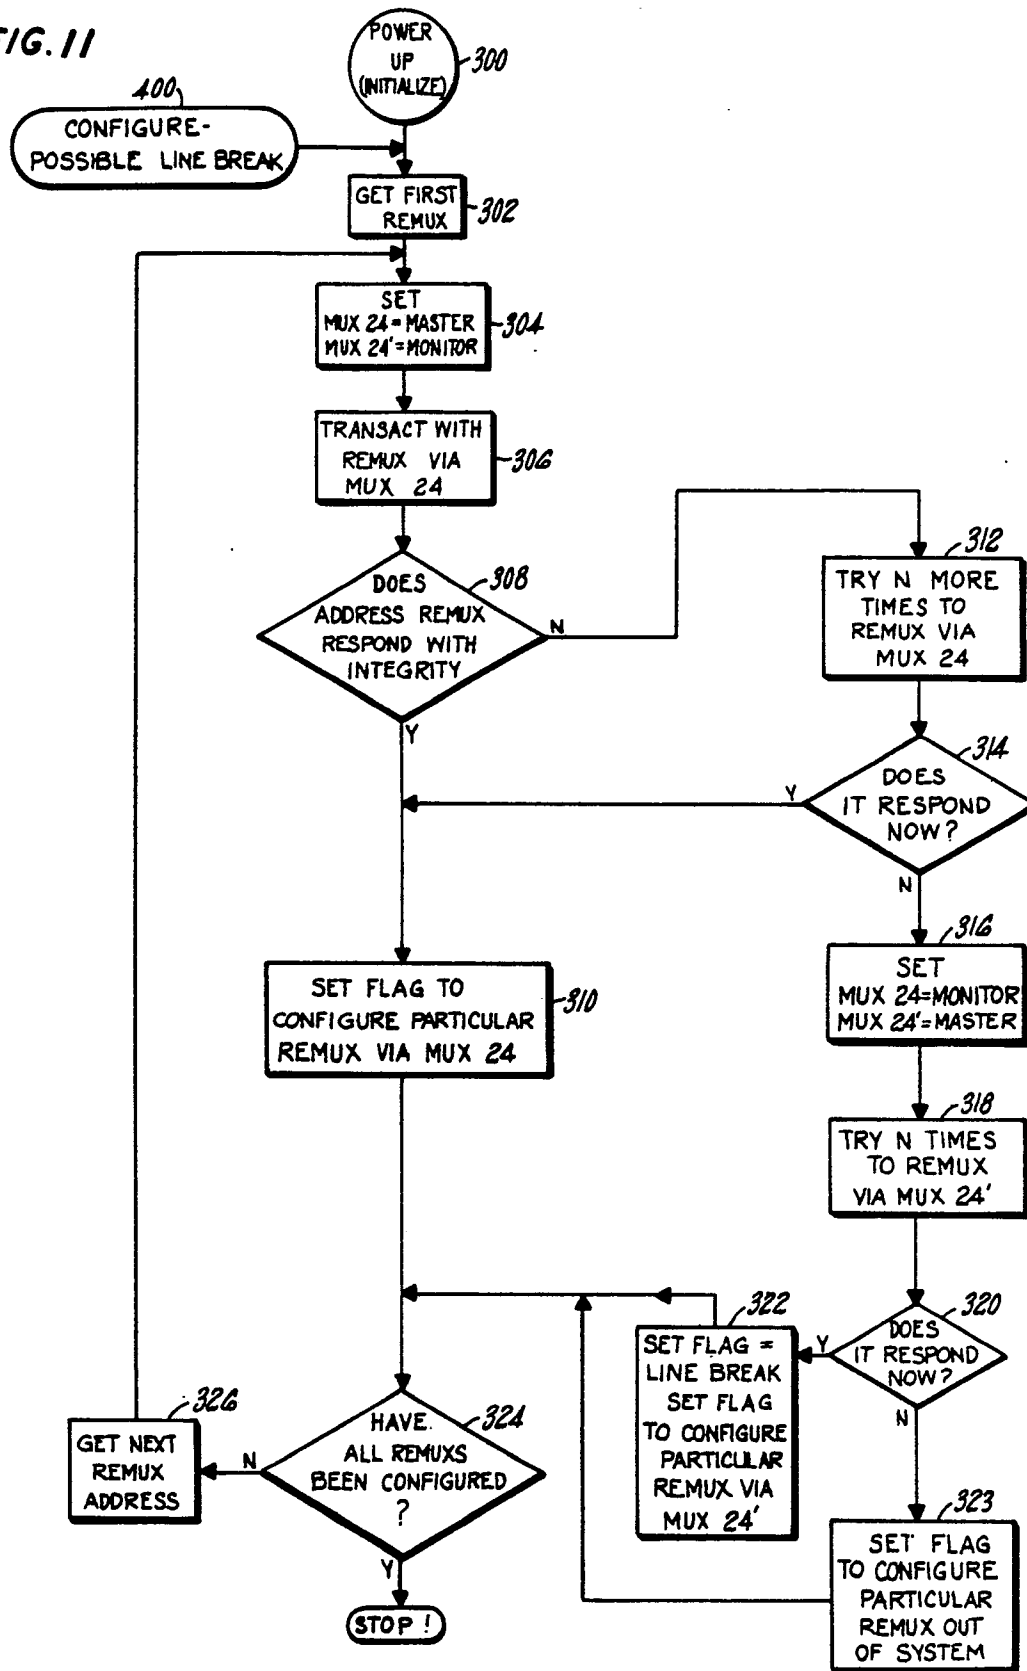 FIG. 11
POWER
UP
(INITIALIZE)
300
400
CONFIGURE-
POSSIBLE LINE BREAK
GET FIRST
REMUX
302
SET
MUX 24 = MASTER
MUX 24' = MONITOR
304
TRANSACT WITH
REMUX VIA
MUX 24
306
DOES
ADDRESS REMUX
RESPOND WITH
INTEGRITY
308
N
Y
312
TRY N MORE
TIMES TO
REMUX VIA
MUX 24
314
DOES
IT RESPOND
NOW?
Y
N
SET FLAG TO
CONFIGURE PARTICULAR
REMUX VIA MUX 24
310
316
SET
MUX 24=MONITOR
MUX 24'=MASTER
318
TRY N TIMES
TO REMUX
VIA MUX 24'
320
DOES
IT RESPOND
NOW?
Y
N
322
SET FLAG =
LINE BREAK
SET FLAG
TO CONFIGURE
PARTICULAR
REMUX VIA
MUX 24'
323
SET FLAG
TO CONFIGURE
PARTICULAR
REMUX OUT
OF SYSTEM
324
HAVE
ALL REMUXS
BEEN CONFIGURED
?
N
Y
326
GET NEXT
REMUX
ADDRESS
STOP !